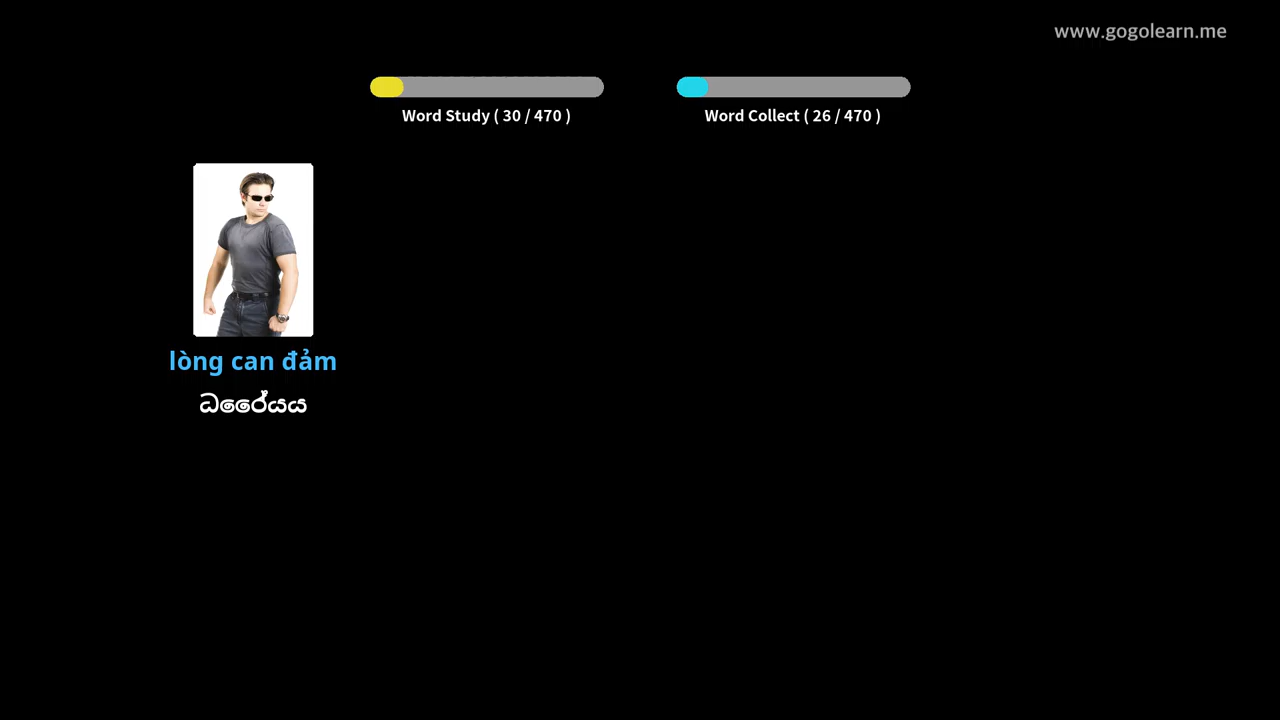 www.gogolearn.me
Word Study ( 30 / 470 )
Word Collect ( 26 / 470 )
lòng can đảm
ධෛර්යය